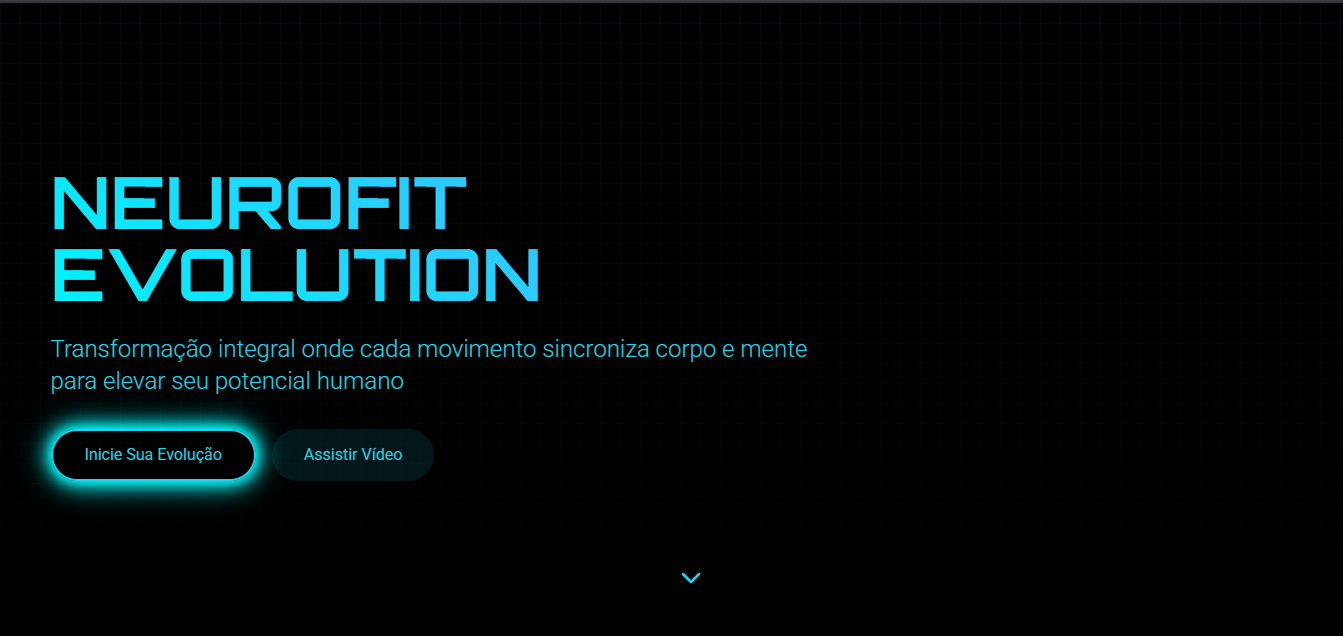 NEUROFIT
EVOLUTION
Transformação integral onde cada movimento sincroniza corpo e mente
para elevar seu potencial humano
Inicie Sua Evolução
Assistir Vídeo